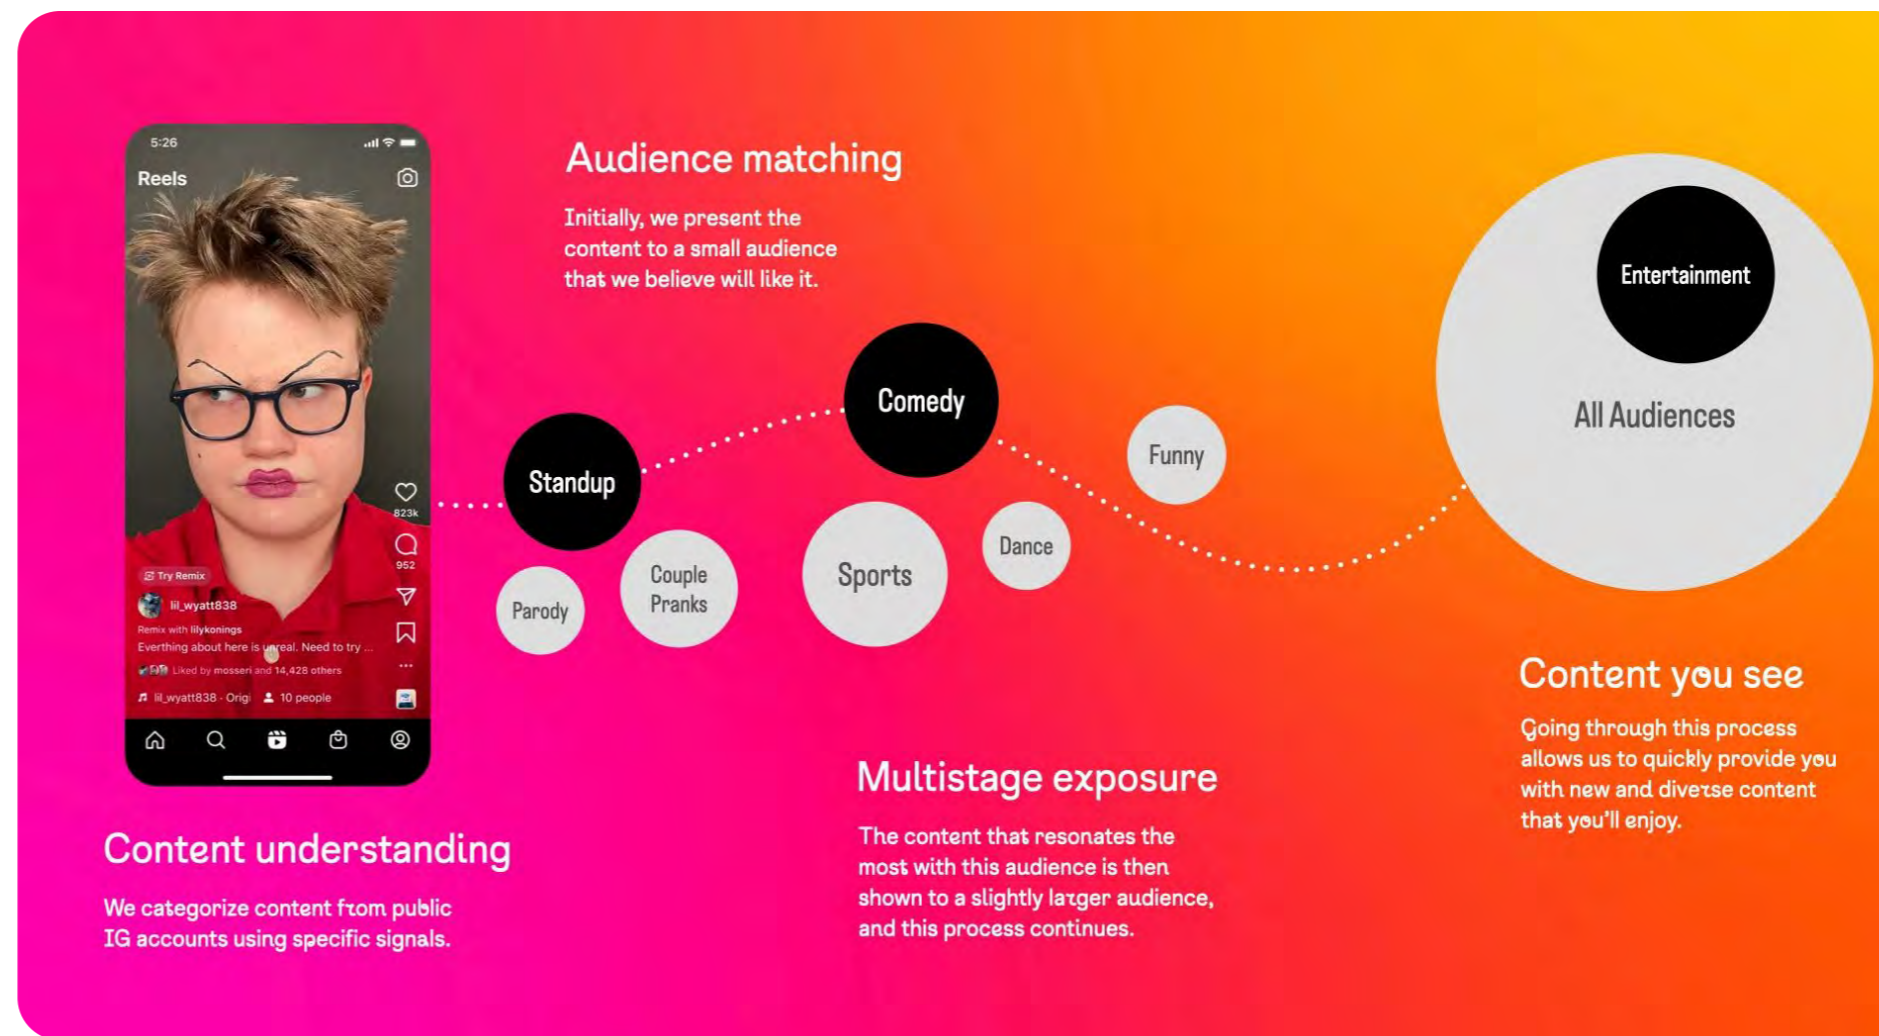 5:26
Reels
823k
952
Try Remix
lil_wyatt838
Remix with lilykonings
Everthing about here is unreal. Need to try ...
Liked by mosseri and 14,428 others
lil_wyatt838 - Origi
10 people
Content understanding
We categorize content from public
IG accounts using specific signals.
Audience matching
Initially, we present the
content to a small audience
that we believe will like it.
Standup
Parody
Couple
Pranks
Comedy
Sports
Dance
Funny
Multistage exposure
The content that resonates the
most with this audience is then
shown to a slightly larger audience,
and this process continues.
Entertainment
All Audiences
Content you see
Going through this process
allows us to quickly provide you
with new and diverse content
that you'll enjoy.